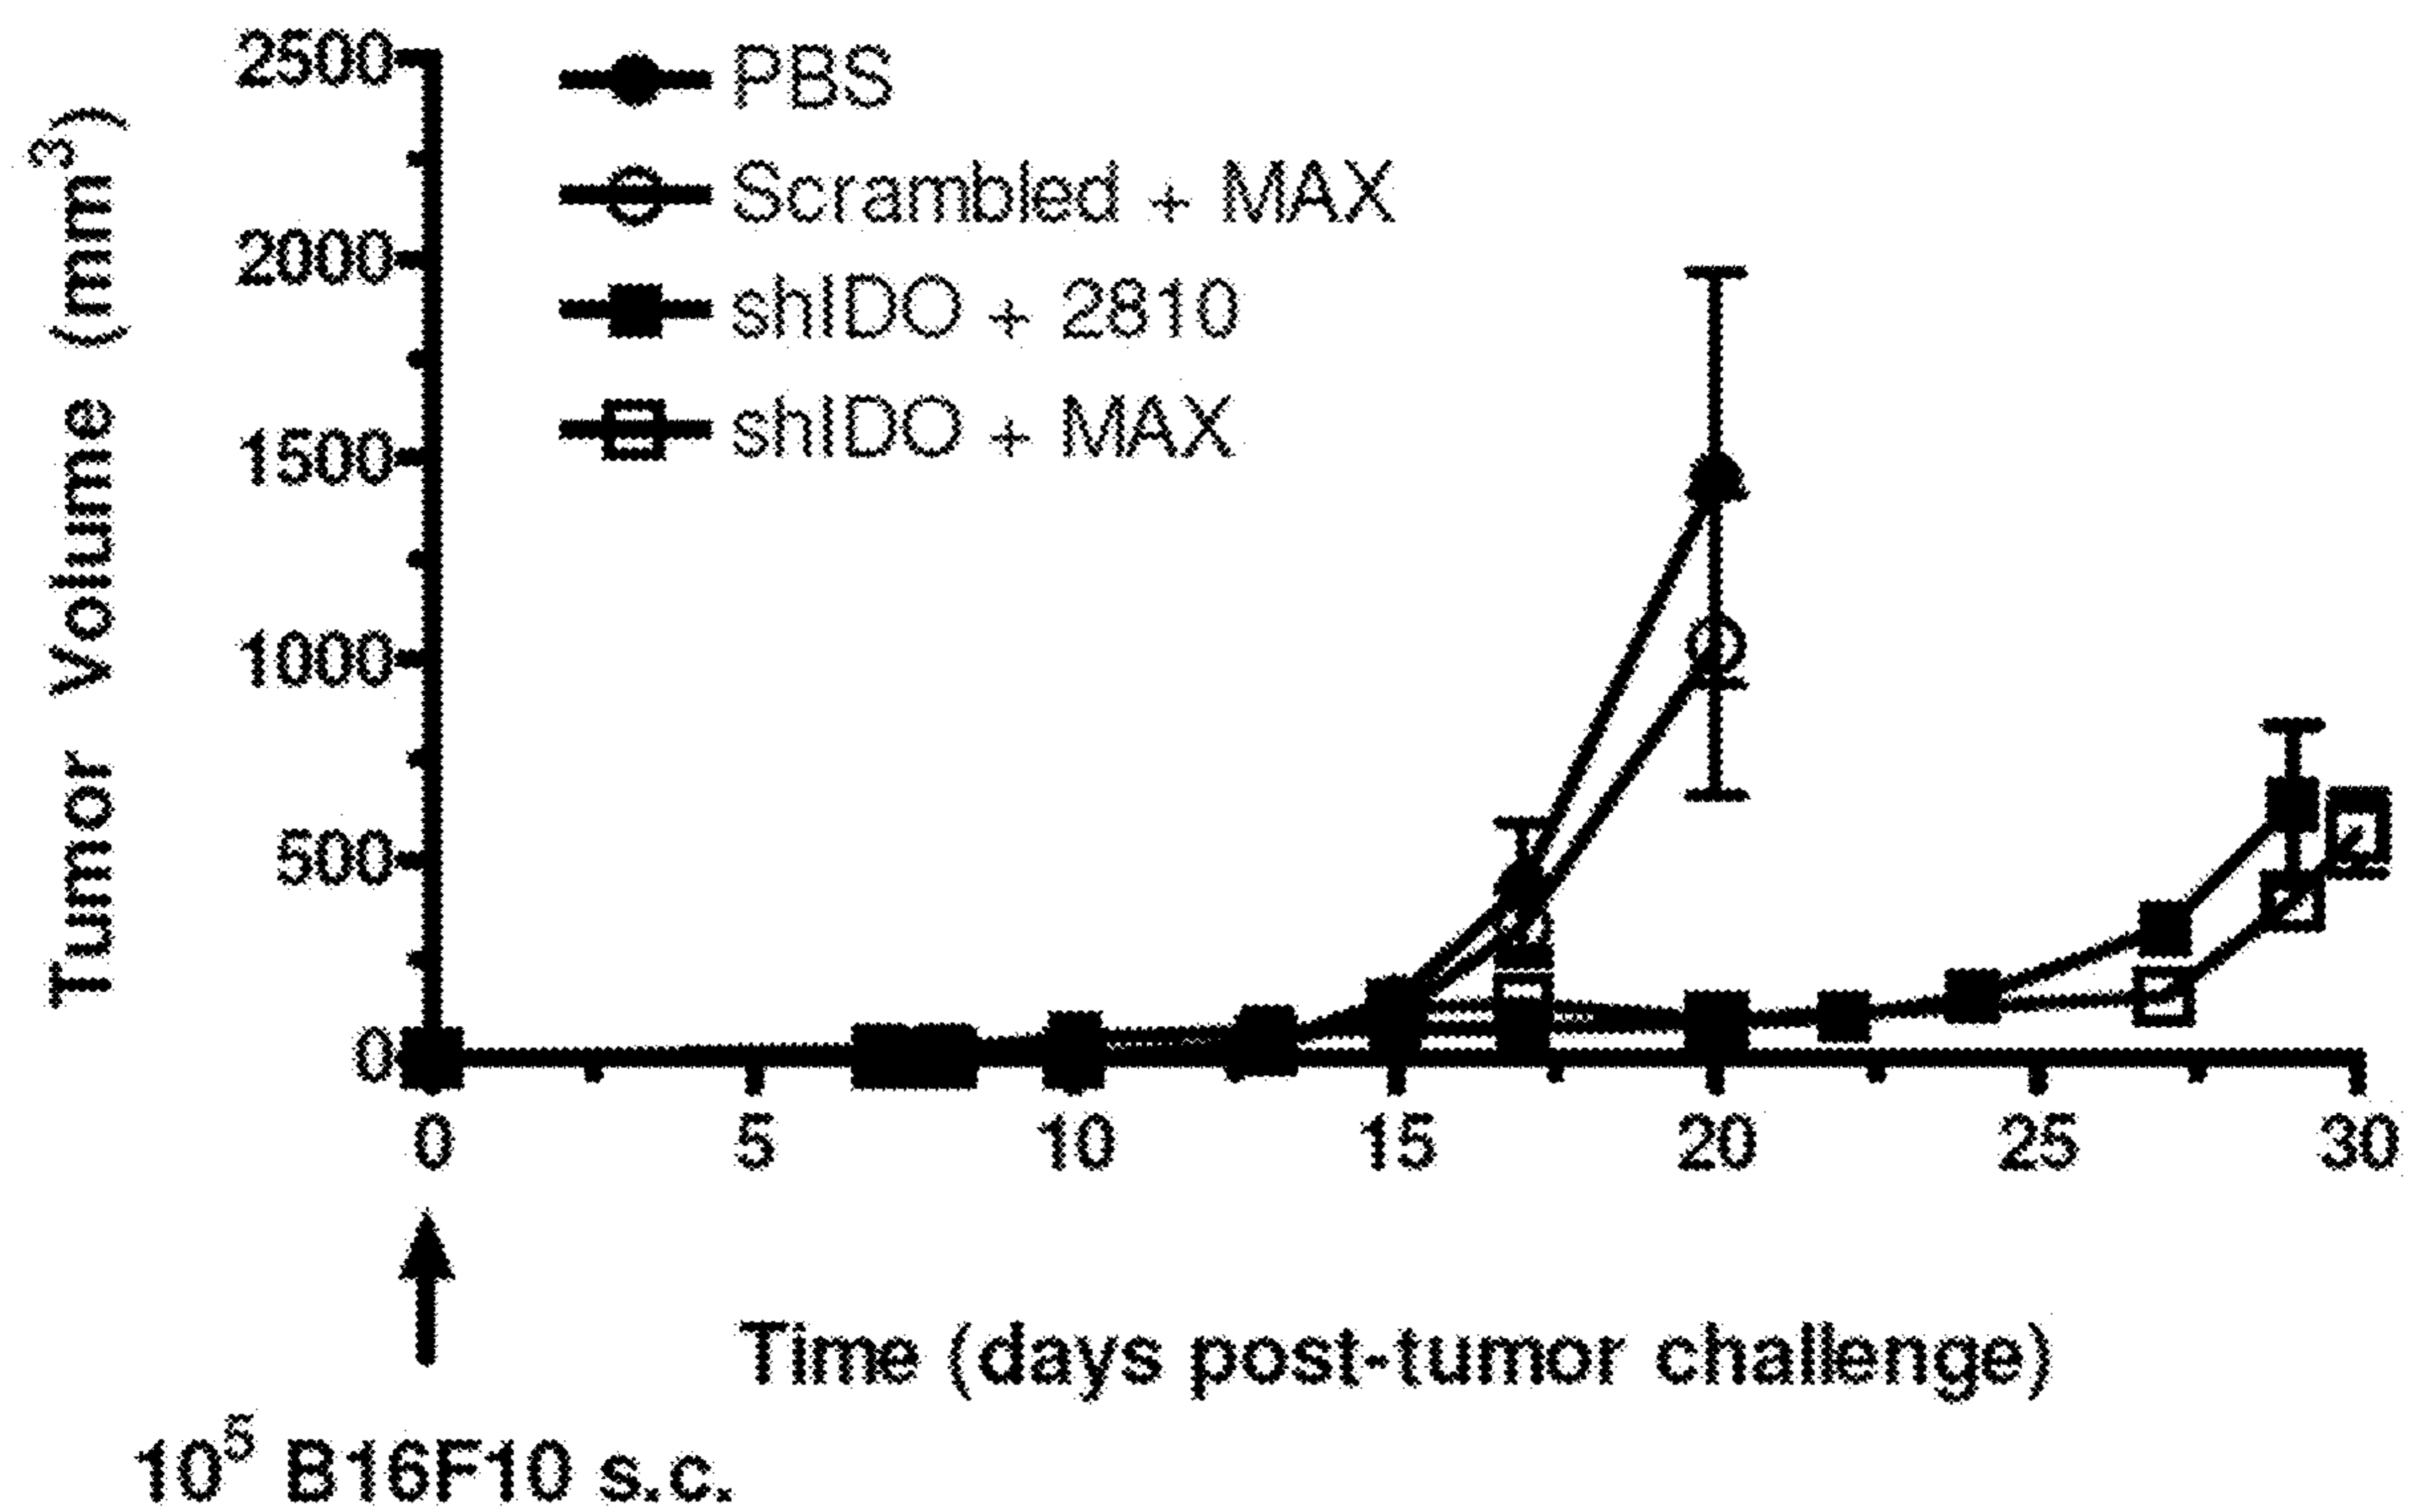 Tumor Volume (mm³)
2500
2000
1500
1000
500
0
PBS
Scrambled + MAX
shIDO + 2810
shIDO + MAX
0 5 10 15 20 25 30
Time (days post-tumor challenge)
10⁵ B16F10 s.c.